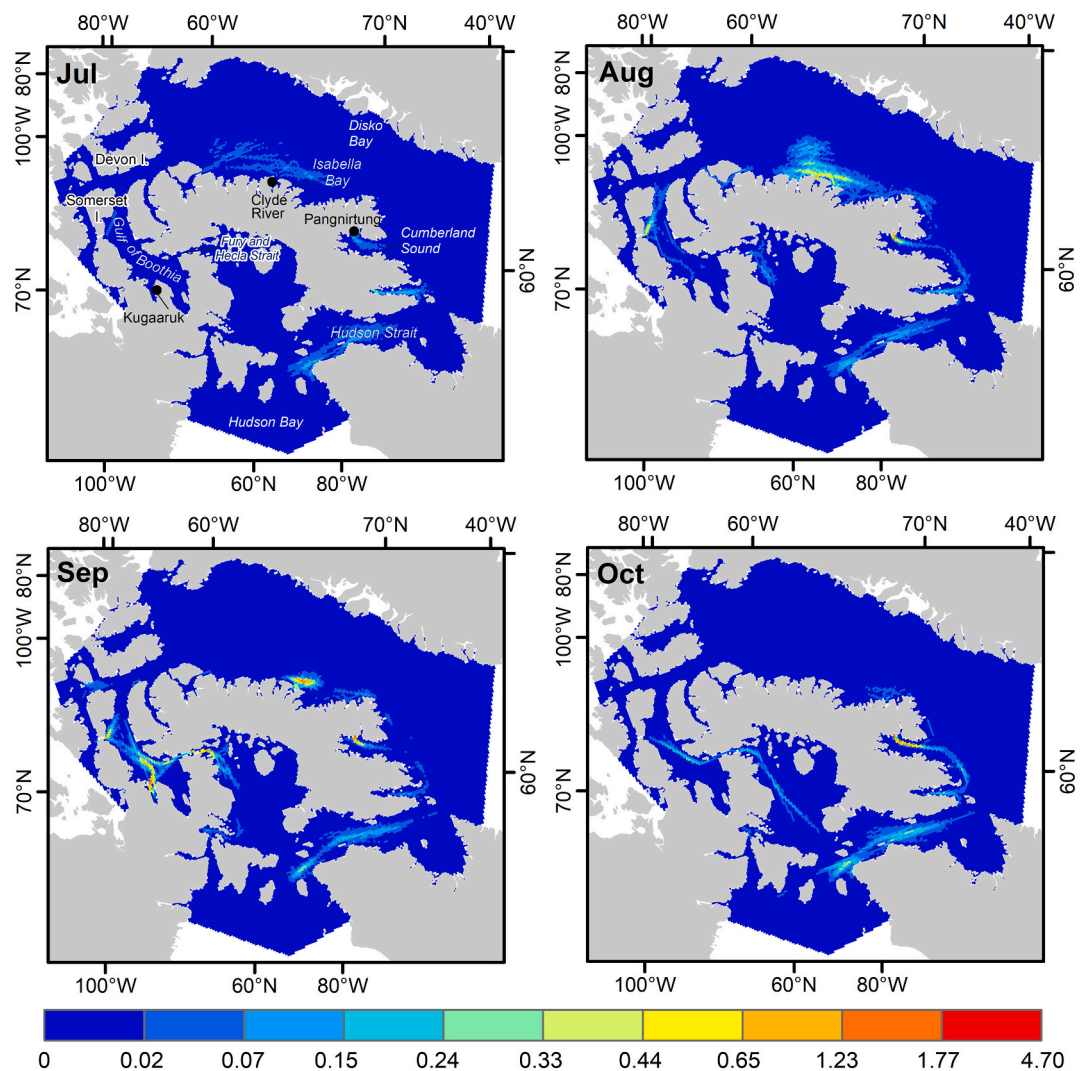 80°W 60°W 70°N 40°W
80°W 60°W 70°N 40°W
Jul
Aug
80°N
100°W
70°N
60°N
80°N
100°W
70°N
60°N
Disko
Bay
Devon I.
Isabella
Bay
Somerset
I.
Clyde
River
Pangnirtung
Gulf of Boothia
Fury and
Hecla Strait
Cumberland
Sound
Kugaaruk
Hudson Strait
Hudson Bay
100°W 60°N 80°W
100°W 60°N 80°W
80°W 60°W 70°N 40°W
80°W 60°W 70°N 40°W
Sep
Oct
80°N
100°W
70°N
60°N
80°N
100°W
70°N
60°N
100°W 60°N 80°W
100°W 60°N 80°W
0 0.02 0.07 0.15 0.24 0.33 0.44 0.65 1.23 1.77 4.70